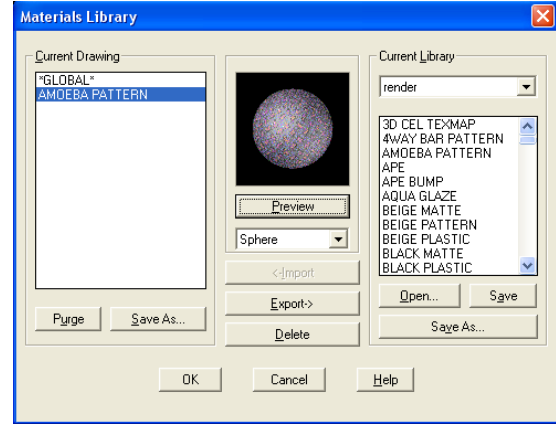 Materials Library
Current Drawing
*GLOBAL*
AMOEBA PATTERN
Purge
Save As...
Preview
Sphere
<-Import
Export->
Delete
Current Library
render
3D CEL TEXMAP
4WAY BAR PATTERN
AMOEBA PATTERN
APE
APE BUMP
AQUA GLAZE
BEIGE MATTE
BEIGE PATTERN
BEIGE PLASTIC
BLACK MATTE
BLACK PLASTIC
Open...
Save
Save As...
OK
Cancel
Help